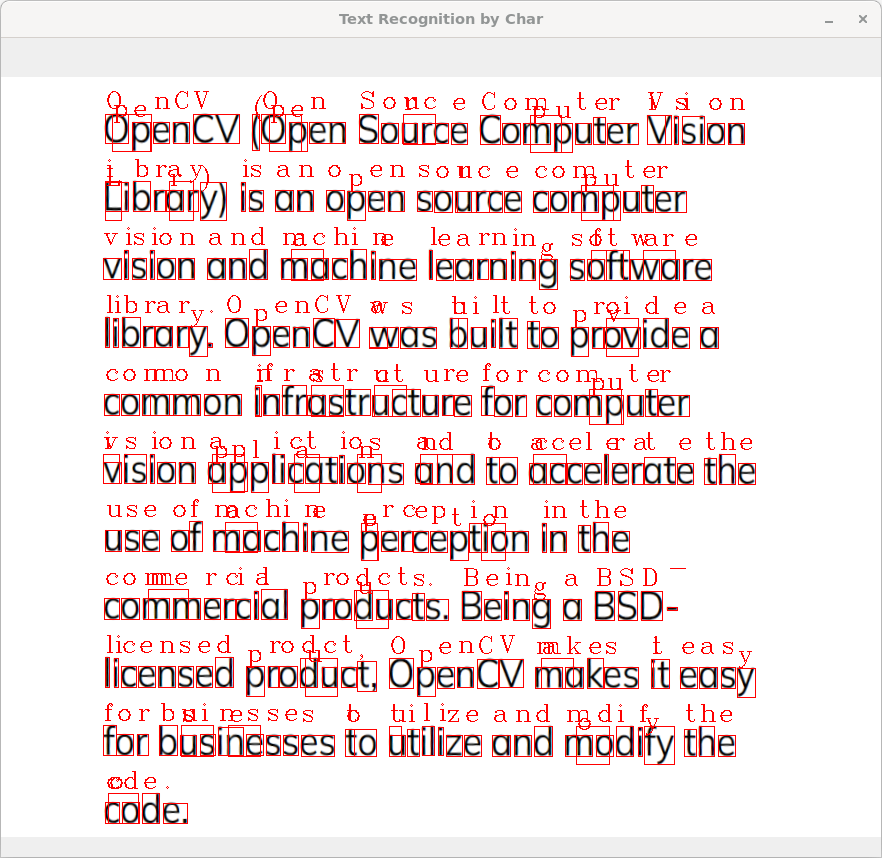 Text Recognition by Char
OpenCV (Open Source Computer Vision
Library) is an open source computer
vision and machine learning software
library. OpenCV was built to provide a
common infrastructure for computer
vision applications and to accelerate the
use of machine perception in the
commercial products. Being a BSD-
licensed product, OpenCV makes it easy
for businesses to utilize and modify the
code.